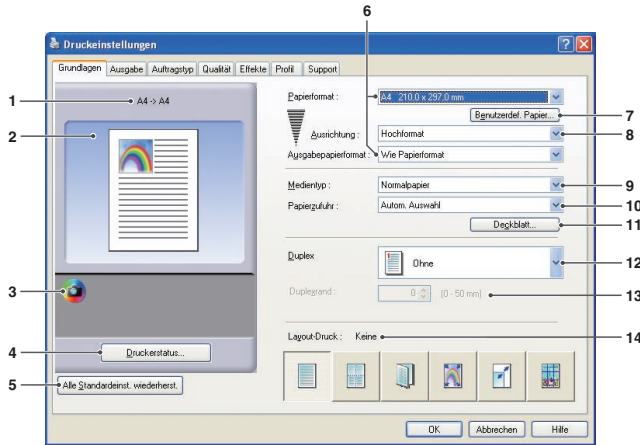 6
Druckeinstellungen
Grundlagen Ausgabe Auftragstyp Qualität Effekte Profil Support
1
A4 -> A4
2
3
4
Druckerstatus...
5
Alle Standardeinst. wiederherst.
Papierformat :
A4 210,0 x 297,0 mm
Benutzerdef. Papier...
7
Ausrichtung :
Hochformat
8
Ausgabepapierformat :
Wie Papierformat
Medientyp :
Normalpapier
9
Papierzufuhr :
Autom. Auswahl
10
Deckblatt...
11
Duplex
Ohne
12
Duplexrand :
0
(0 - 50 mm)
13
Layout-Druck :
Keine
14
OK
Abbrechen
Hilfe